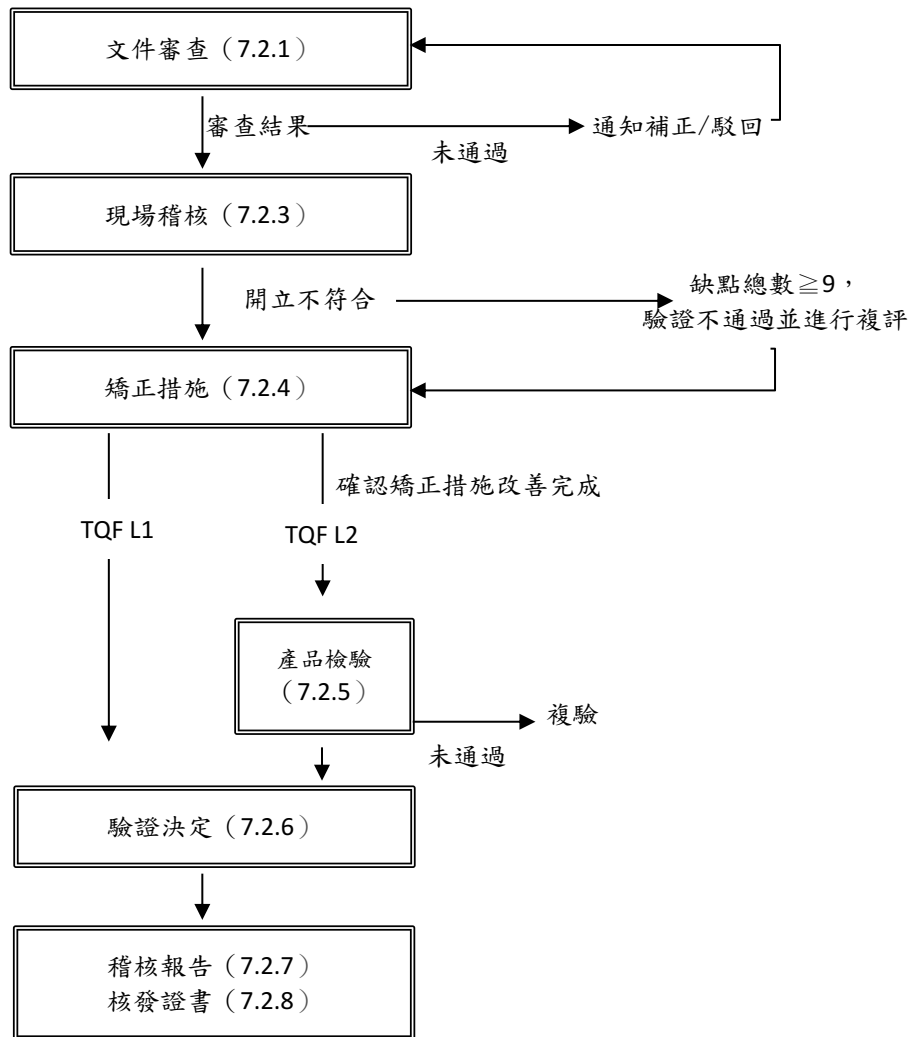 文件審查（7.2.1）
審查結果
未通過
通知補正/駁回
現場稽核（7.2.3）
開立不符合
缺點總數≧9，
驗證不通過並進行複評
矯正措施（7.2.4）
確認矯正措施改善完成
TQF L1
TQF L2
產品檢驗
（7.2.5）
複驗
未通過
驗證決定（7.2.6）
稽核報告（7.2.7）
核發證書（7.2.8）